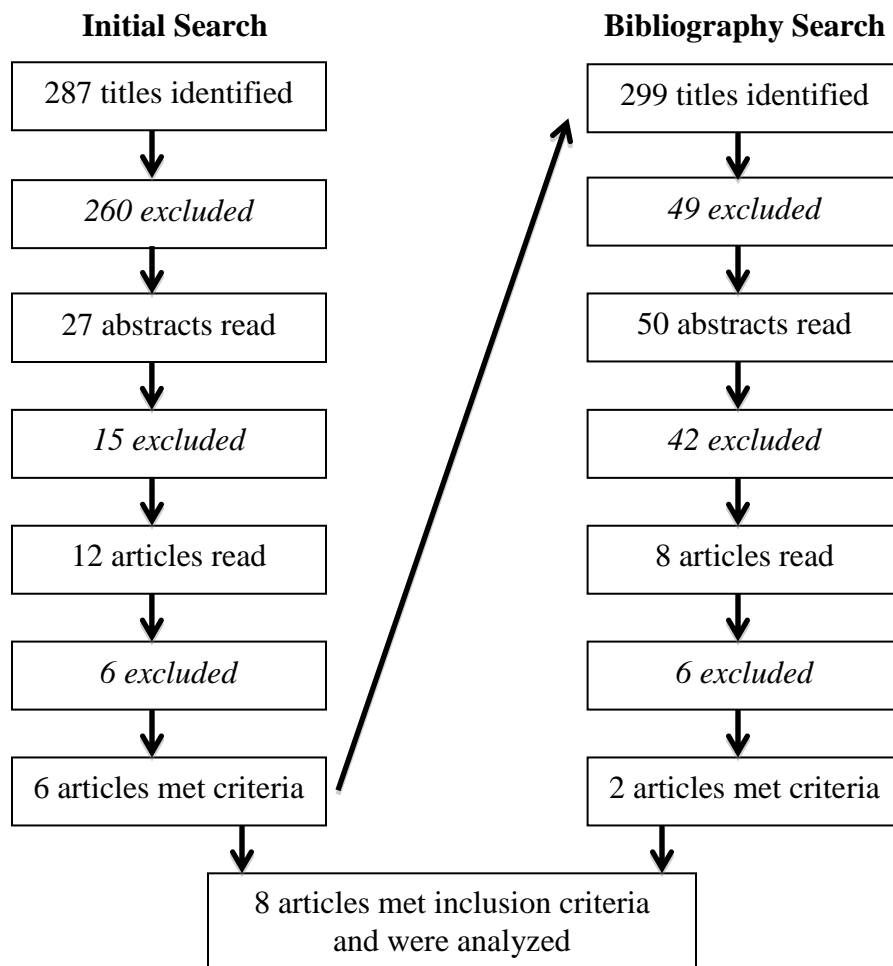 Initial Search
287 titles identified
260 excluded
27 abstracts read
15 excluded
12 articles read
6 excluded
6 articles met criteria
Bibliography Search
299 titles identified
49 excluded
50 abstracts read
42 excluded
8 articles read
6 excluded
2 articles met criteria
8 articles met inclusion criteria
and were analyzed